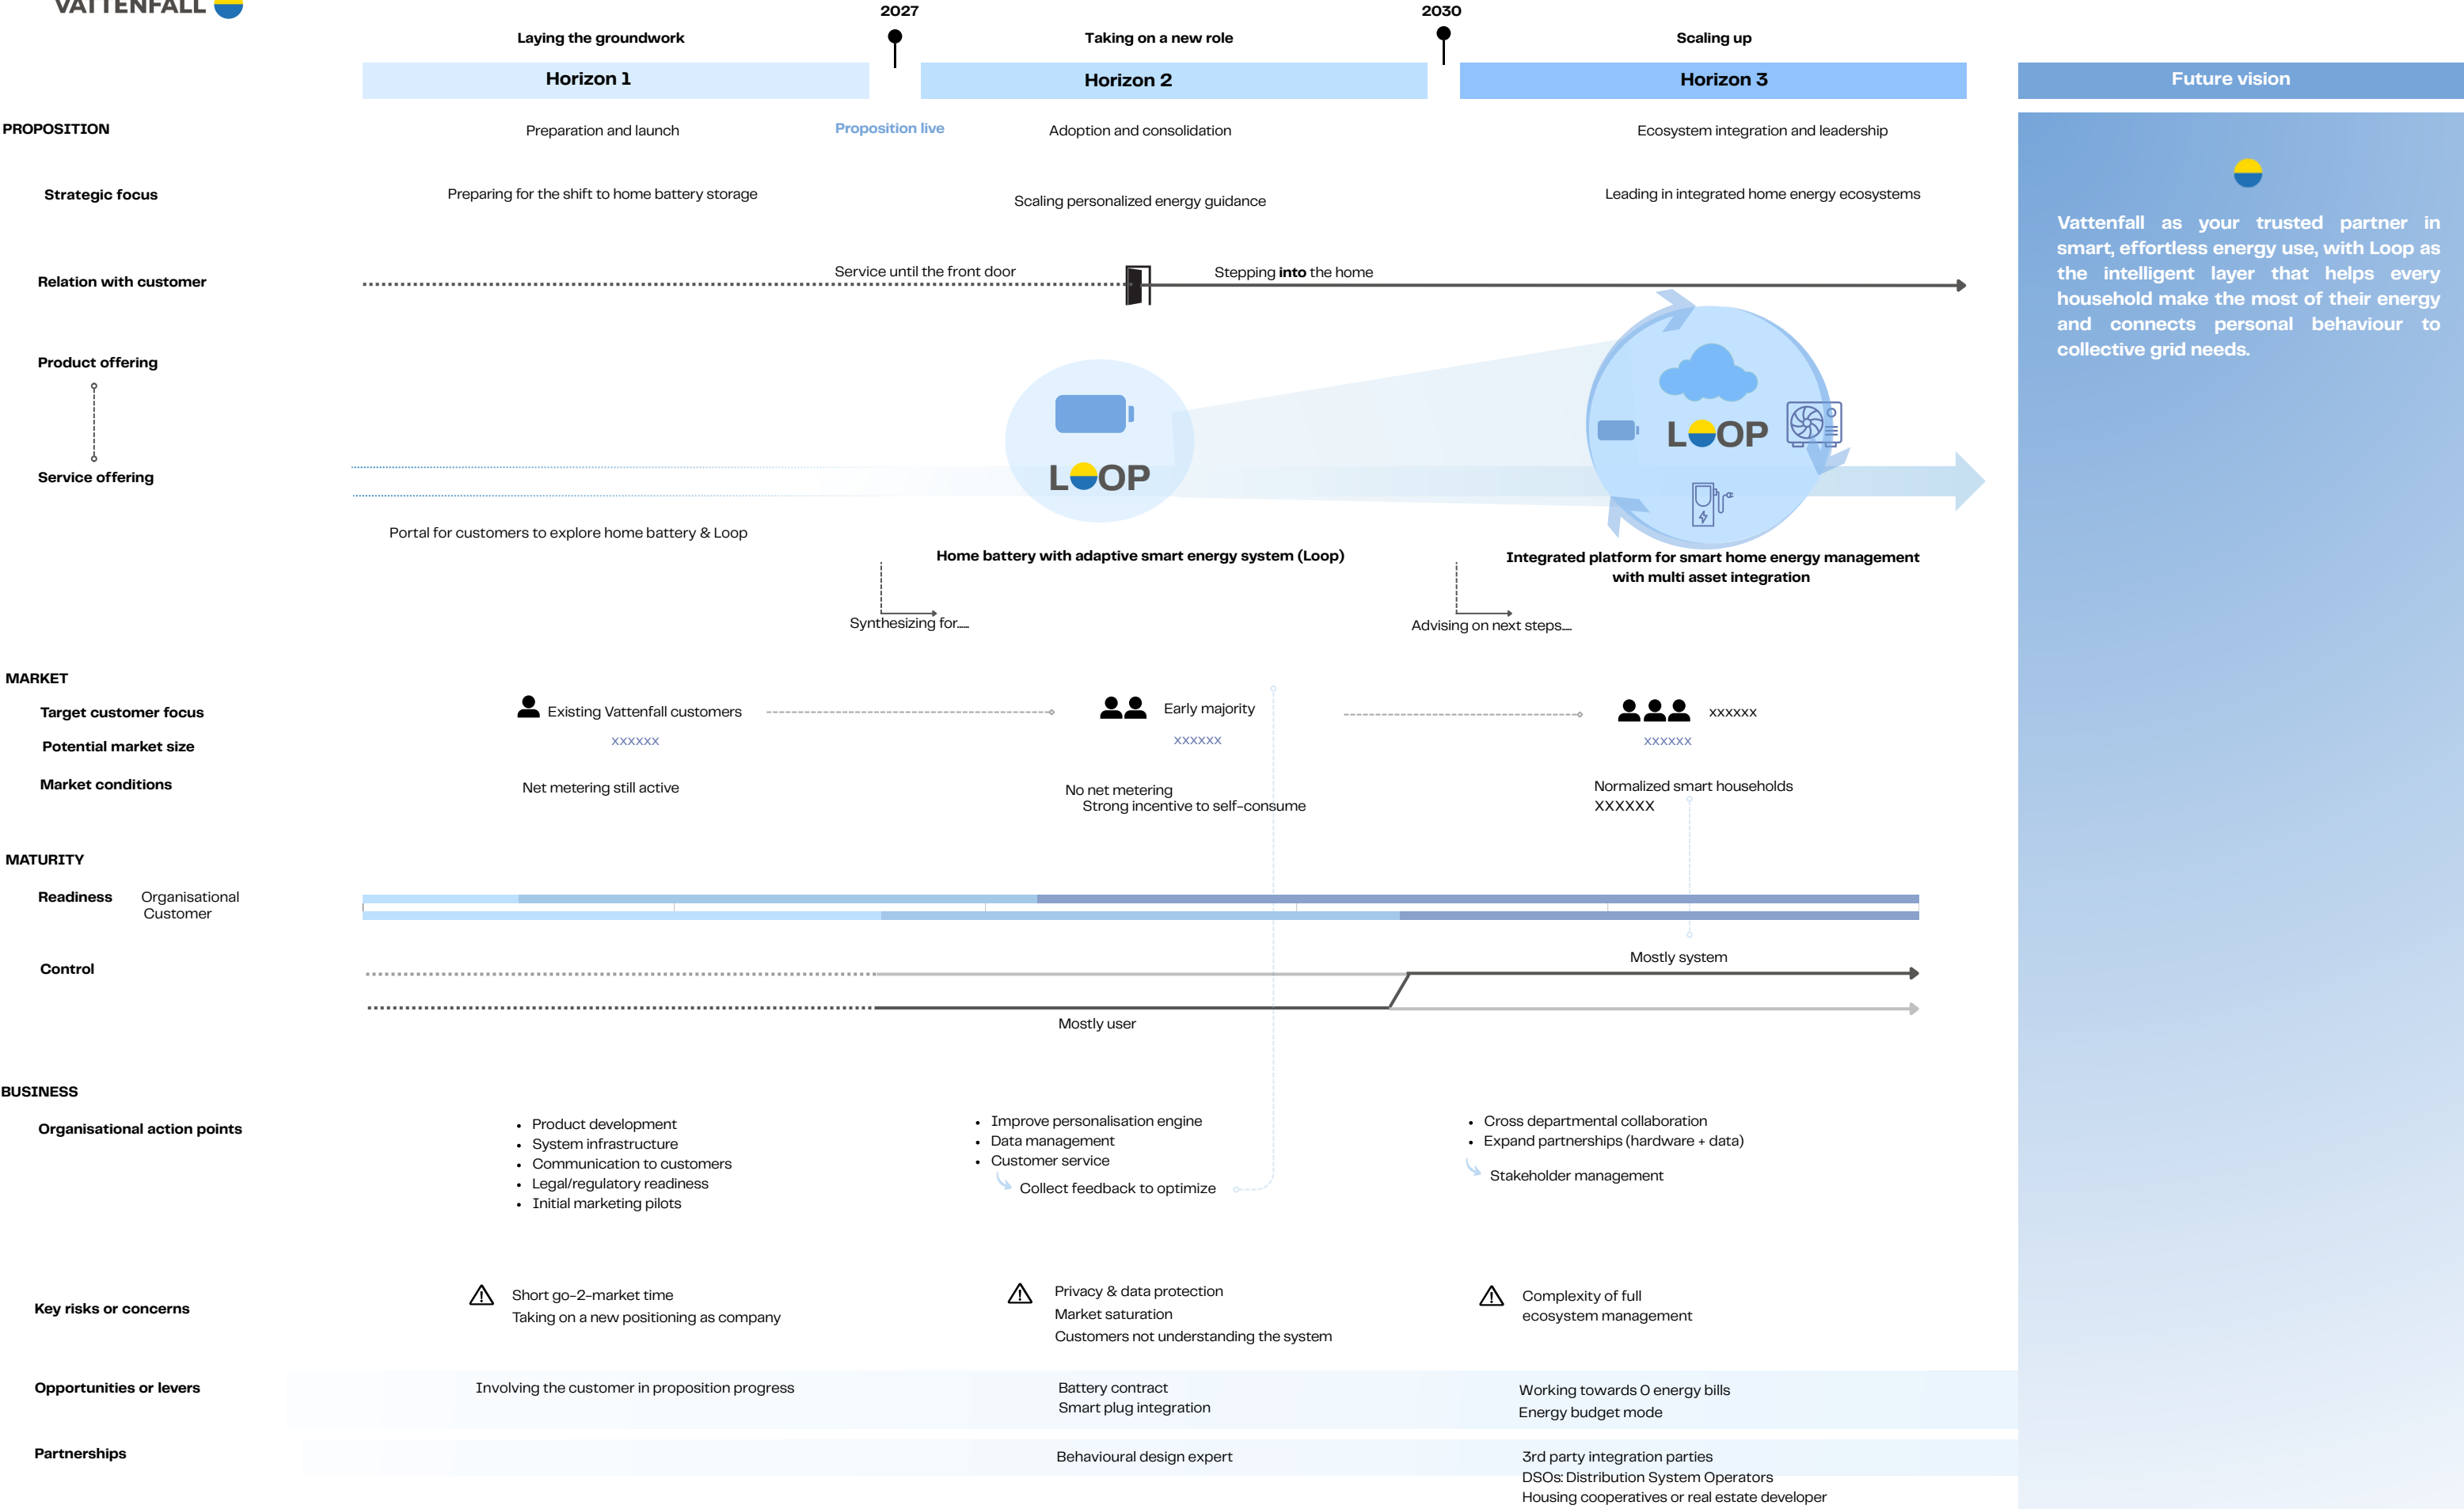 VATTENFALL
2027
2030
Laying the groundwork
Taking on a new role
Scaling up
Horizon 1
Horizon 2
Horizon 3
Future vision
PROPOSITION
Preparation and launch
Proposition live
Adoption and consolidation
Ecosystem integration and leadership
Strategic focus
Preparing for the shift to home battery storage
Scaling personalized energy guidance
Leading in integrated home energy ecosystems
Vattenfall as your trusted partner in
smart, effortless energy use, with Loop as
the intelligent layer that helps every
household make the most of their energy
and connects personal behaviour to
collective grid needs.
Relation with customer
Service until the front door
Stepping into the home
Product offering
Service offering
LOOP
LOOP
Portal for customers to explore home battery & Loop
Home battery with adaptive smart energy system (Loop)
Integrated platform for smart home energy management
with multi asset integration
Synthesizing for.....
Advising on next steps....
MARKET
Target customer focus
Existing Vattenfall customers
Early majority
xxxxxx
Potential market size
xxxxxx
xxxxxx
xxxxxx
Market conditions
Net metering still active
No net metering
Strong incentive to self-consume
Normalized smart households
XXXXXX
MATURITY
Readiness
Organisational
Customer
Control
Mostly system
Mostly user
BUSINESS
Organisational action points
• Product development
• System infrastructure
• Communication to customers
• Legal/regulatory readiness
• Initial marketing pilots
• Improve personalisation engine
• Data management
• Customer service
Collect feedback to optimize
• Cross departmental collaboration
• Expand partnerships (hardware + data)
Stakeholder management
Key risks or concerns
Short go-2-market time
Taking on a new positioning as company
Privacy & data protection
Market saturation
Customers not understanding the system
Complexity of full
ecosystem management
Opportunities or levers
Involving the customer in proposition progress
Battery contract
Smart plug integration
Working towards 0 energy bills
Energy budget mode
Partnerships
Behavioural design expert
3rd party integration parties
DSOs: Distribution System Operators
Housing cooperatives or real estate developer